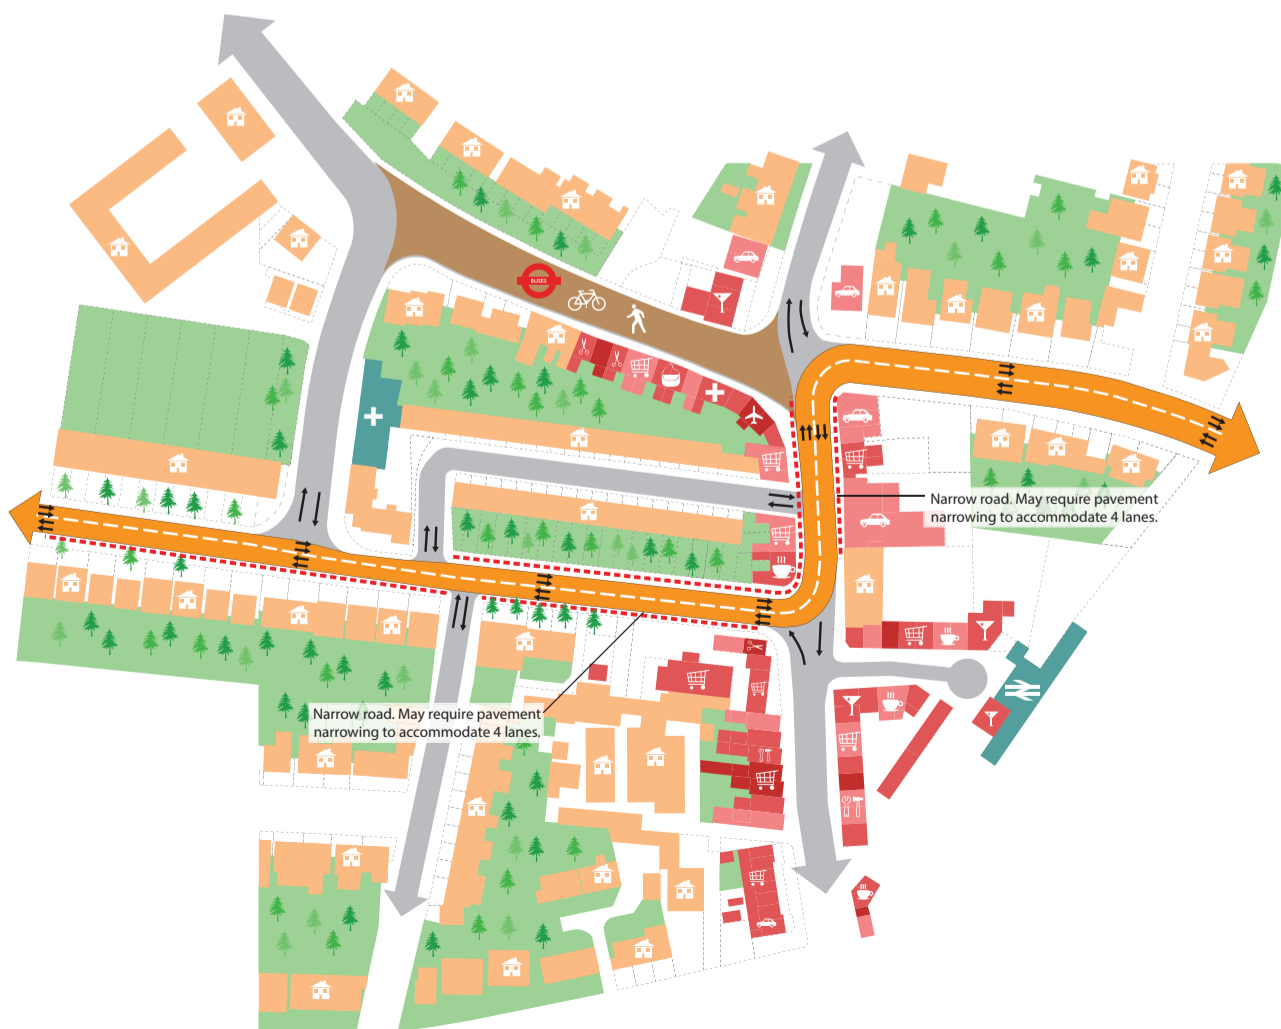 BUSES
Narrow road. May require pavement
narrowing to accommodate 4 lanes.
Narrow road. May require pavement
narrowing to accommodate 4 lanes.